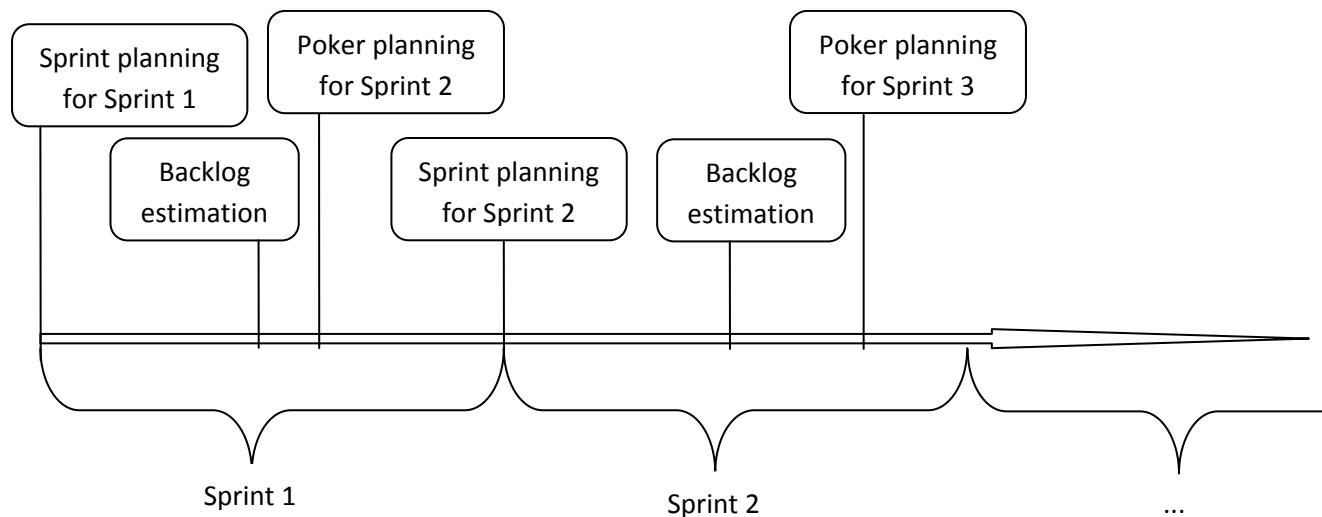 Sprint planning
for Sprint 1
Poker planning
for Sprint 2
Poker planning
for Sprint 3
Backlog
estimation
Sprint planning
for Sprint 2
Backlog
estimation
Sprint 1
Sprint 2
...